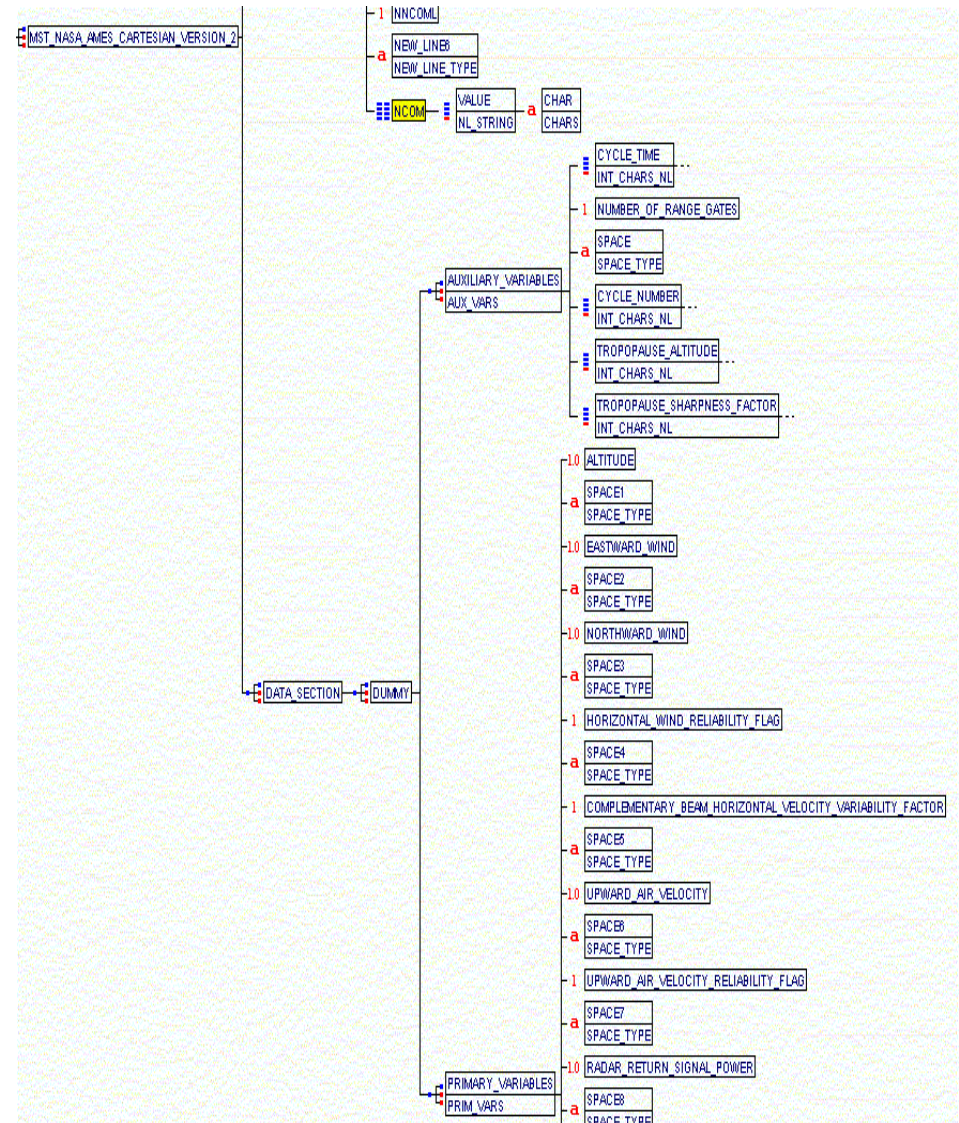 1 NNCOML
MST_NASA_AMES_CARTESIAN_VERSION_2
a NEW_LINE6
NEW_LINE_TYPE
NCOM
VALUE
NL_STRING
a CHAR
CHARS
CYCLE_TIME
INT_CHARS_NL
1 NUMBER_OF_RANGE_GATES
a SPACE
SPACE_TYPE
AUXILIARY_VARIABLES
AUX_VARS
CYCLE_NUMBER
INT_CHARS_NL
TROPOPAUSE_ALTITUDE
INT_CHARS_NL
TROPOPAUSE_SHARPNESS_FACTOR
INT_CHARS_NL
1.0 ALTITUDE
a SPACE1
SPACE_TYPE
1.0 EASTWARD_WIND
a SPACE2
SPACE_TYPE
1.0 NORTHWARD_WIND
a SPACE3
SPACE_TYPE
DATA_SECTION
DUMMY
1 HORIZONTAL_WIND_RELIABILITY_FLAG
a SPACE4
SPACE_TYPE
1 COMPLEMENTARY_BEAM_HORIZONTAL_VELOCITY_VARIABILITY_FACTOR
a SPACE5
SPACE_TYPE
1.0 UPWARD_AIR_VELOCITY
a SPACE6
SPACE_TYPE
1 UPWARD_AIR_VELOCITY_RELIABILITY_FLAG
a SPACE7
SPACE_TYPE
1.0 RADAR_RETURN_SIGNAL_POWER
PRIMARY_VARIABLES
PRIM_VARS
a SPACE8
SPACE_TYPE